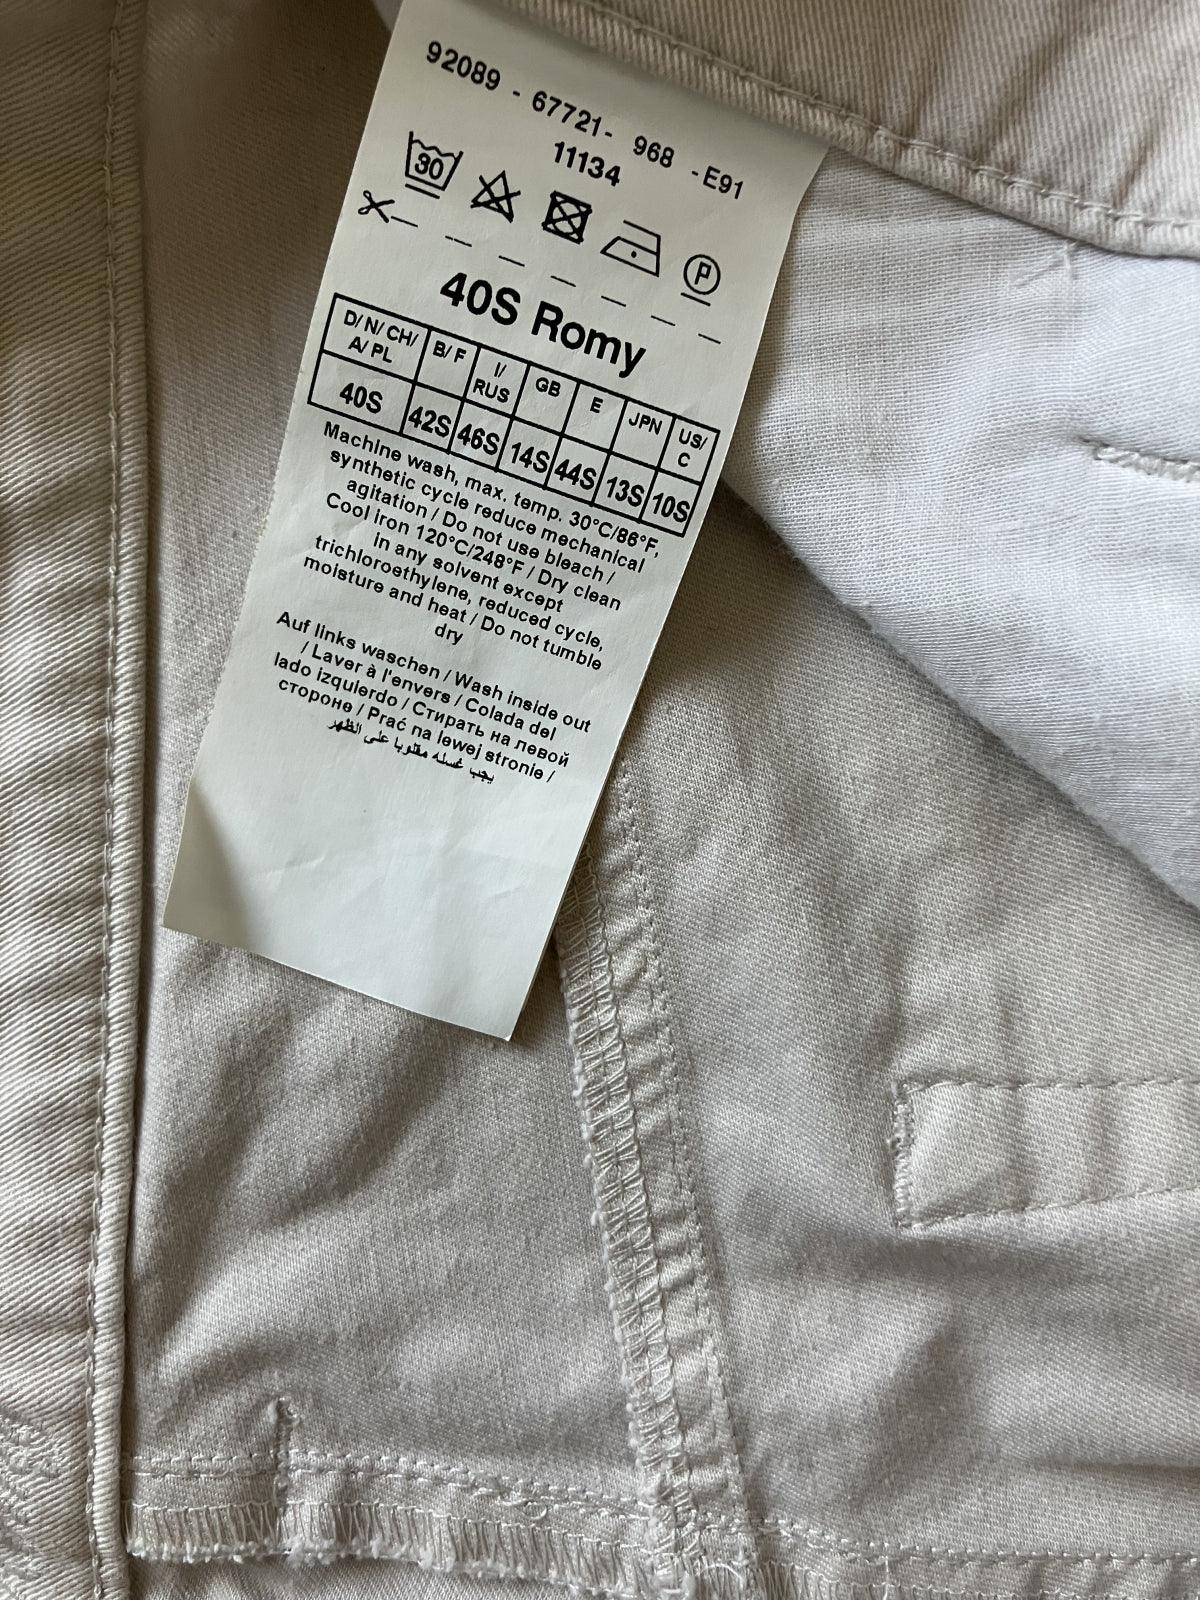 92089 - 67721- 968 -E91
11134
30
P
40S Romy
D/ N/ CH/ A/ PL B/ F I/ RUS GB E JPN US/ C
40S 42S 46S 14S 44S 13S 10S
Machine wash, max. temp. 30°C/86°F,
synthetic cycle reduce mechanical
agitation / Do not use bleach /
Cool iron 120°C/248°F / Dry clean
in any solvent except
trichloroethylene, reduced cycle,
moisture and heat / Do not tumble
dry
Auf links waschen / Wash inside out
/ Laver à l'envers / Colada del
lado izquierdo / Стирать на левой
стороне / Prać na lewej stronie /
يجب غسله مقلوبا على الظهر